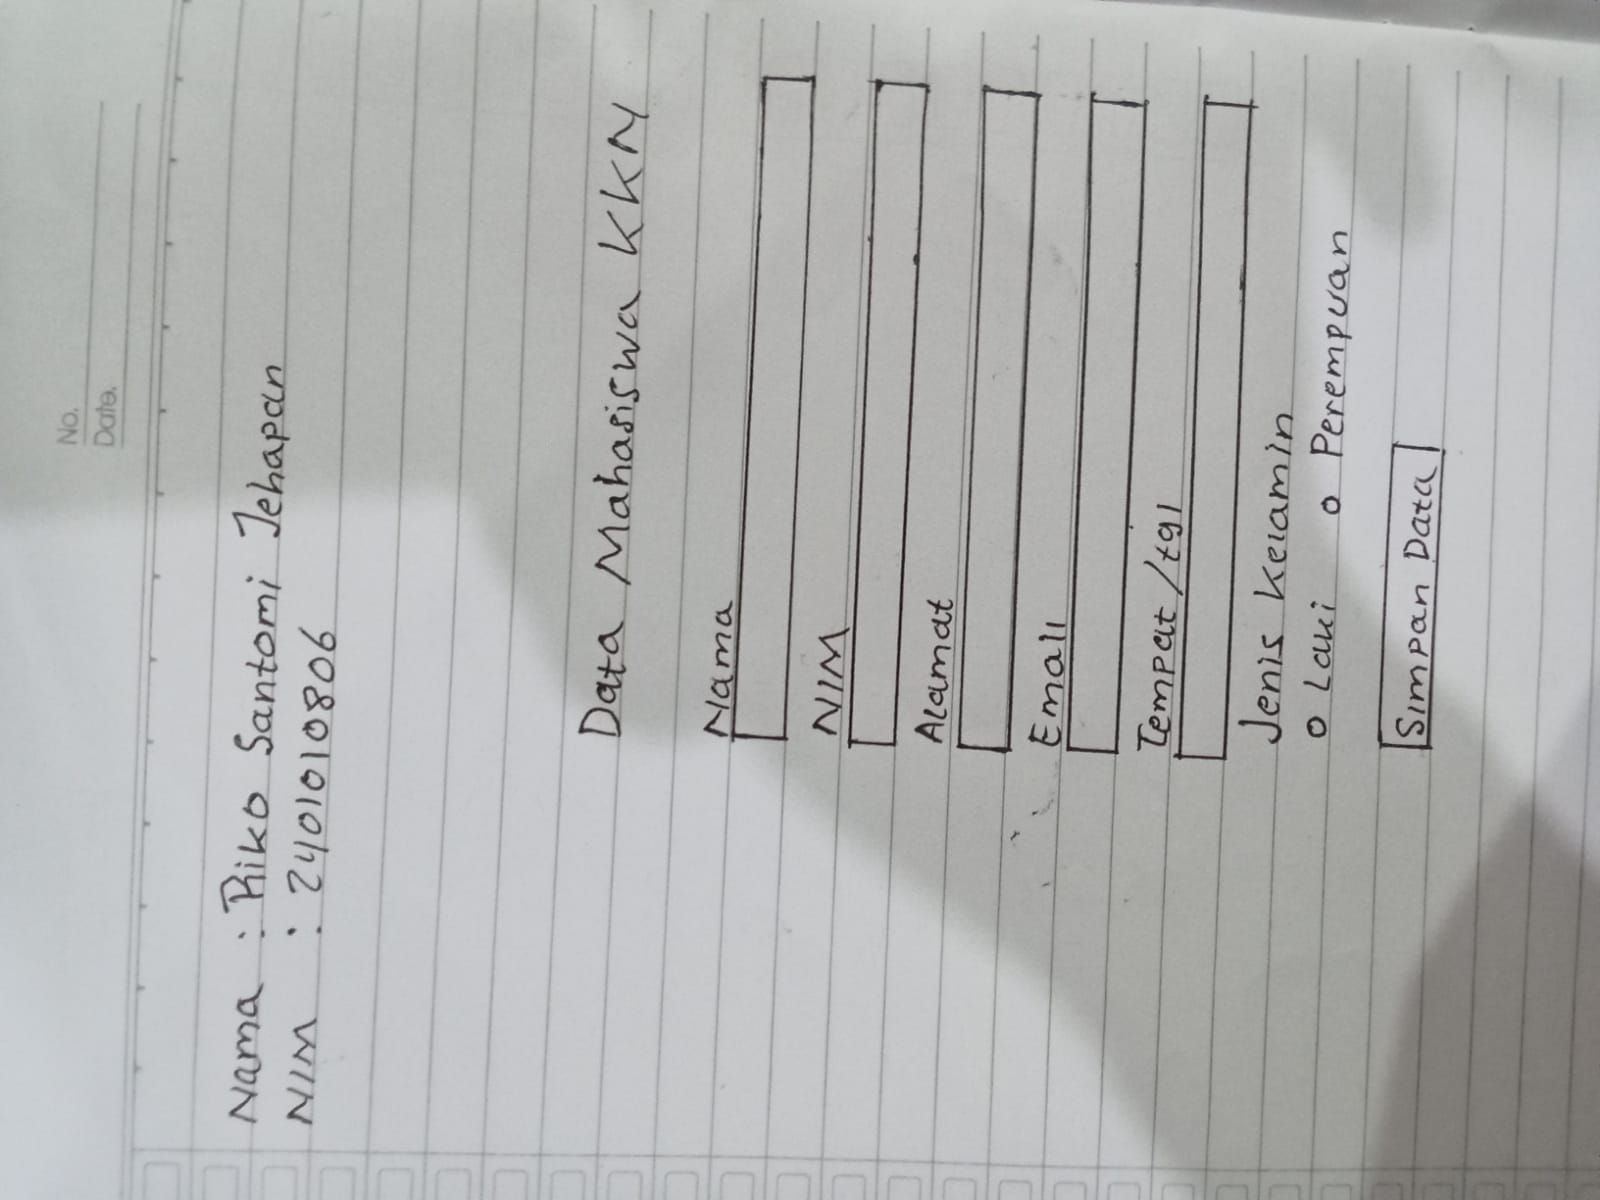 No.
Date.
Nama : Riko Santomi Jehapan
NIM : 2401010806
Data Mahasiswa KKN
Nama
NIM
Alamat
Email
Tempat/tgl
Jenis Kelamin
o Laki o Perempuan
Simpan Data